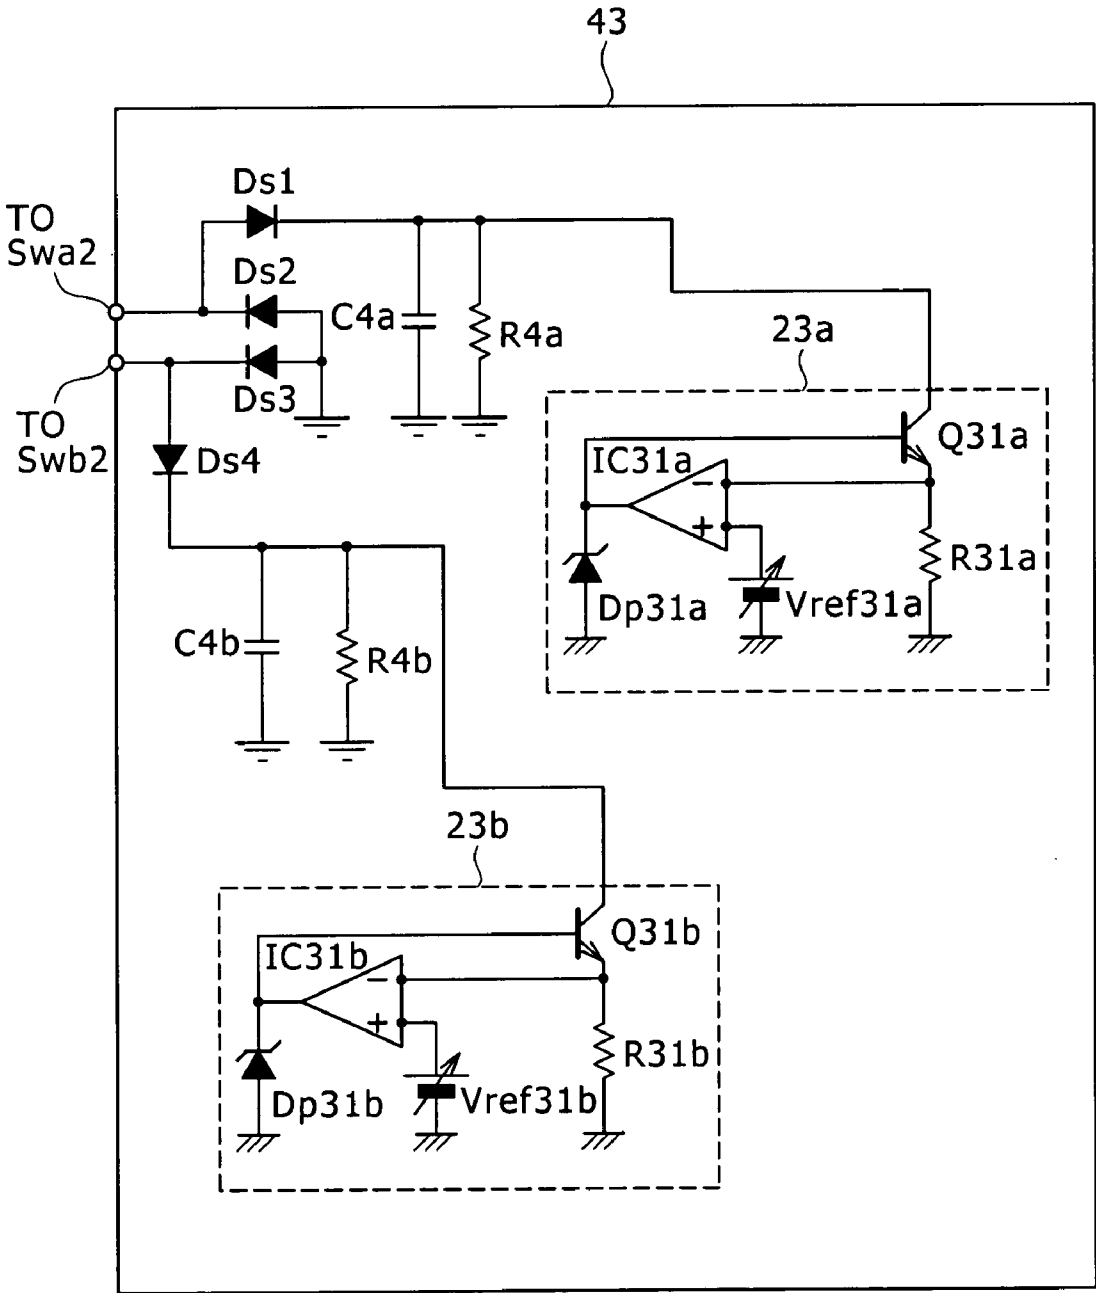 43
Ds1
TO
Swa2
Ds2
C4a
R4a
23a
Ds3
TO
Swb2
Ds4
IC31a
Q31a
−
+
R31a
Dp31a
Vref31a
C4b
R4b
23b
IC31b
Q31b
−
+
R31b
Dp31b
Vref31b